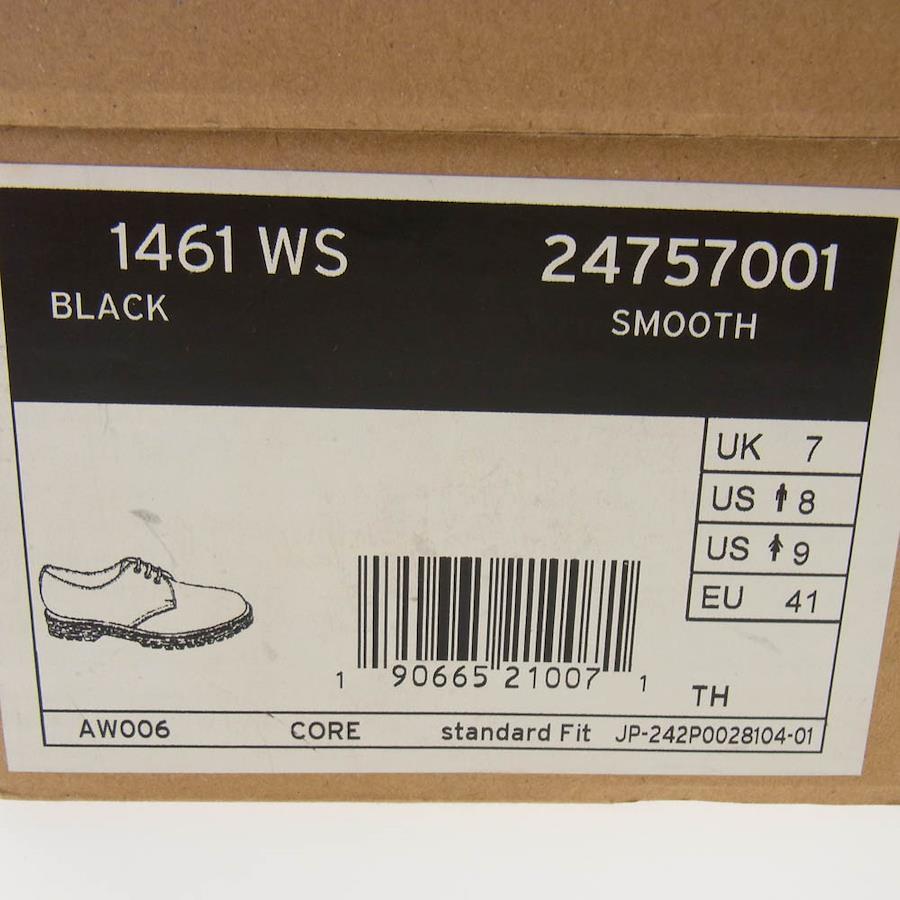 1461 WS 24757001
BLACK SMOOTH
UK 7
US 8
US 9
EU 41
1 90665 21007 1
TH
AW006 CORE standard Fit JP-242P0028104-01